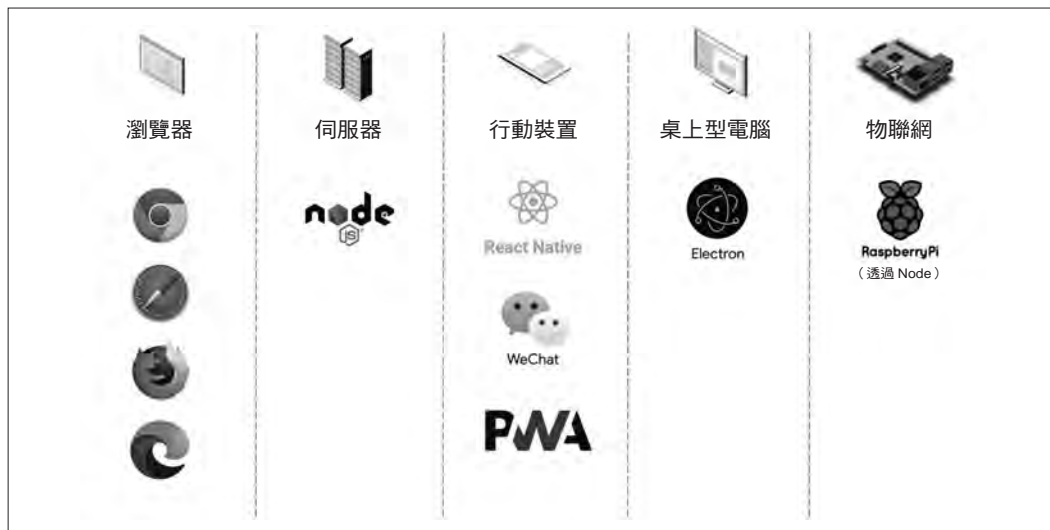 瀏覽器
伺服器
行動裝置
桌上型電腦
物聯網
node
JS
React Native
WeChat
PWA
Electron
RaspberryPi
（透過 Node）